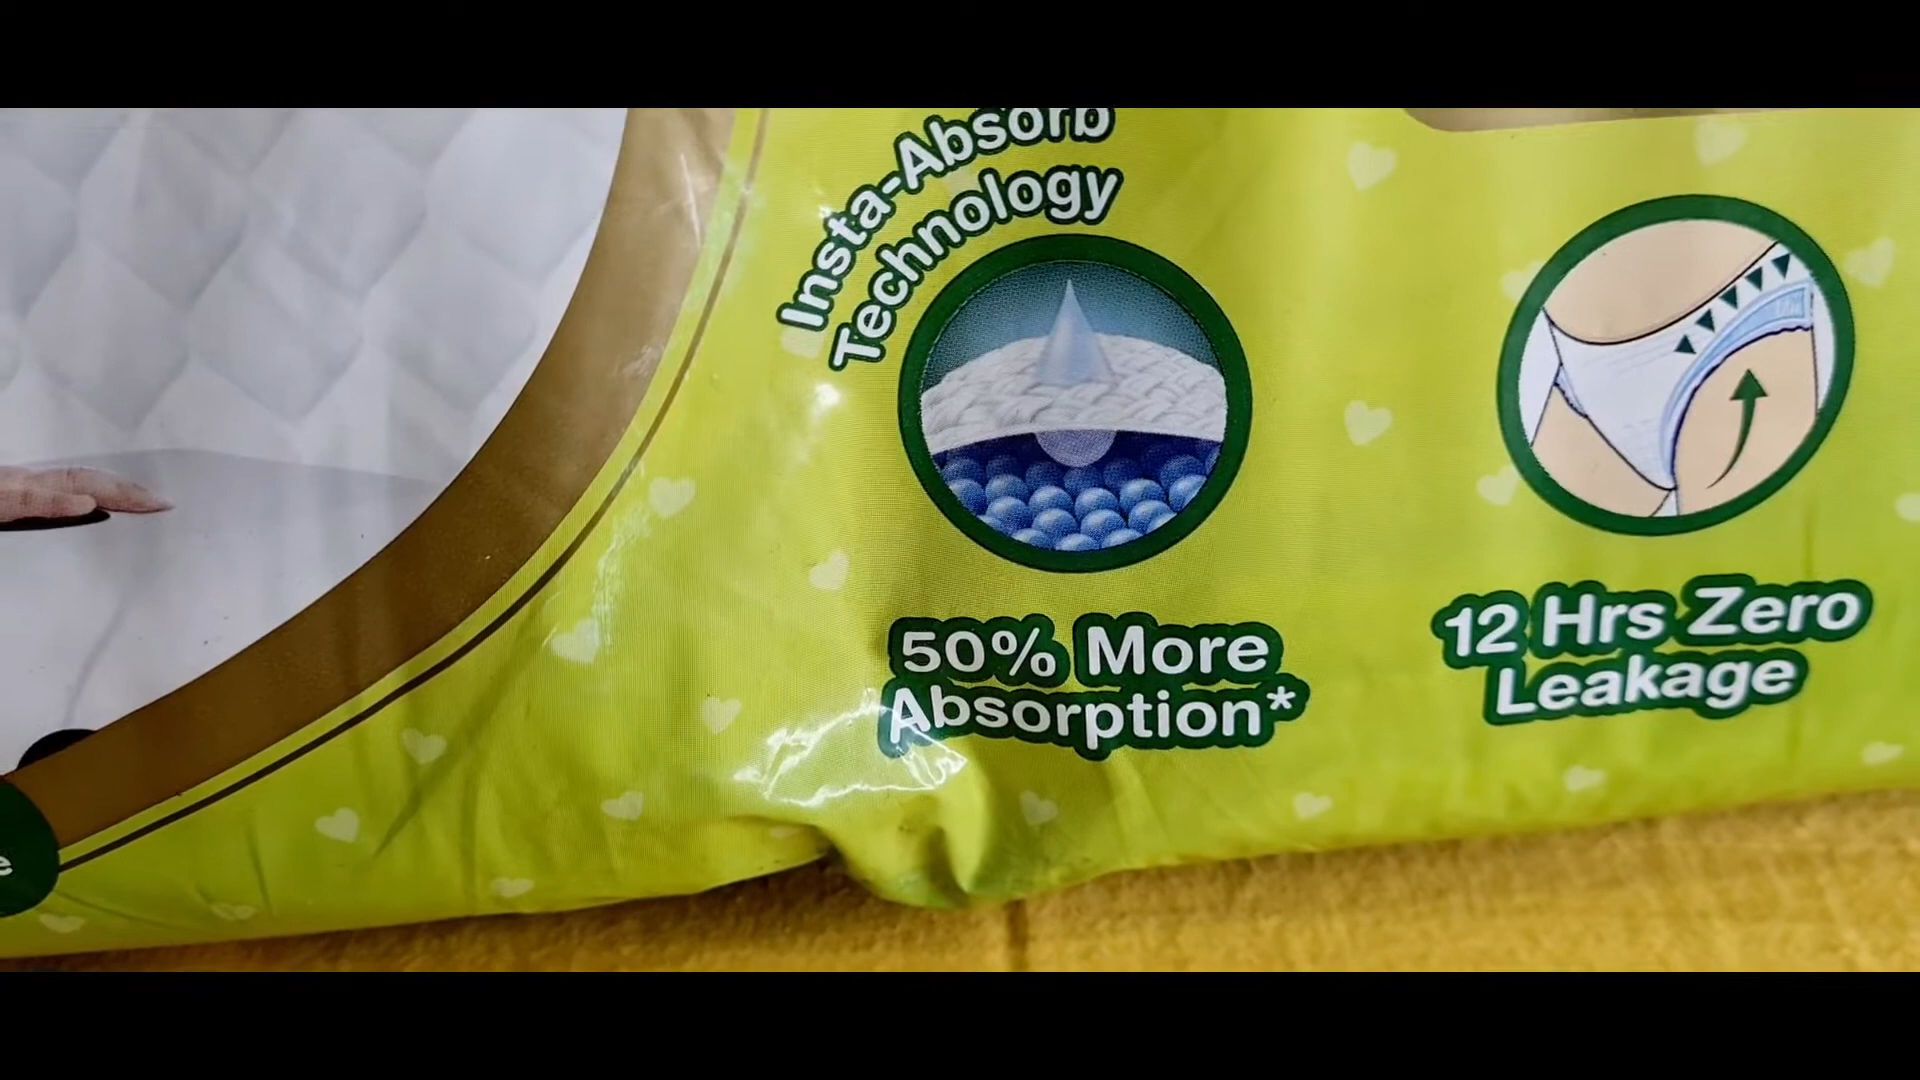 Insta-Absorb
Technology
50% More
Absorption*
12 Hrs Zero
Leakage